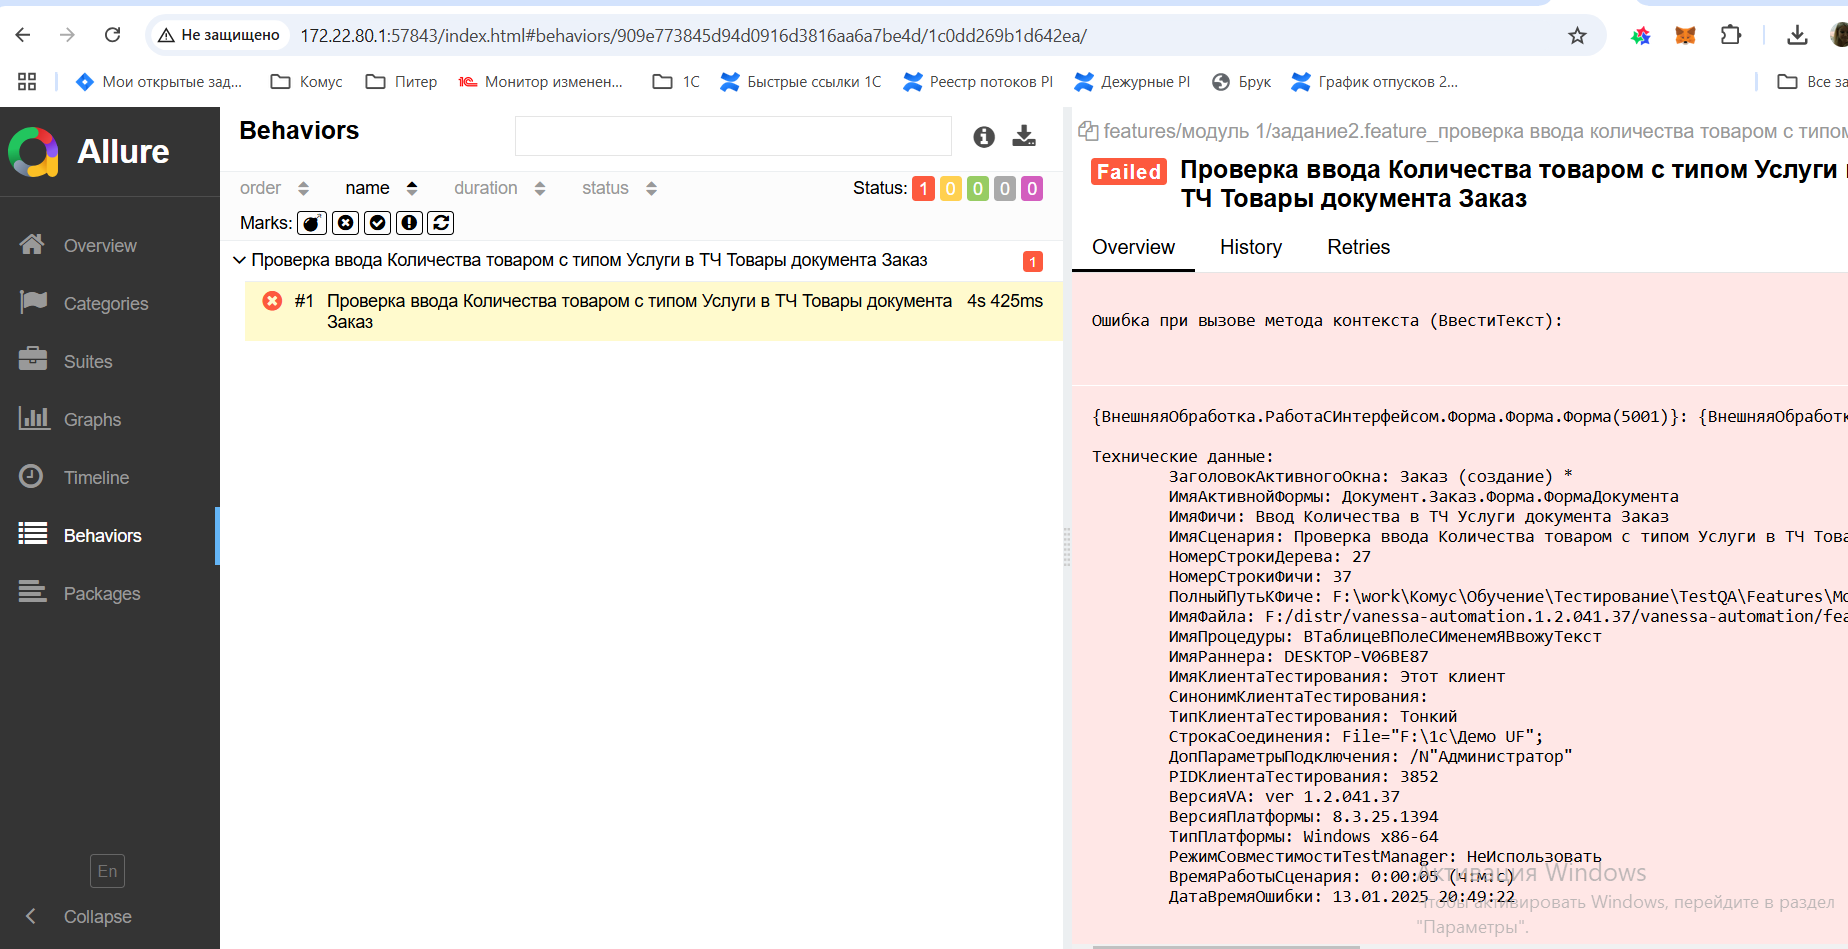 Не защищено
172.22.80.1:57843/index.html#behaviors/909e773845d94d0916d3816aa6a7be4d/1c0dd269b1d642ea/
Мои открытые зад...
Комус
Питер
Монитор изменен...
1С
Быстрые ссылки 1С
Реестр потоков PI
Дежурные PI
Брук
График отпусков 2...
Все за
Allure
Overview
Categories
Suites
Graphs
Timeline
Behaviors
Packages
En
Collapse
Behaviors
order
name
duration
status
Status: 1 0 0 0 0
Marks:
Проверка ввода Количества товаром с типом Услуги в ТЧ Товары документа Заказ 1
#1 Проверка ввода Количества товаром с типом Услуги в ТЧ Товары документа 4s 425ms
Заказ
features/модуль 1/задание2.feature_проверка ввода количества товаром с типом
Failed Проверка ввода Количества товаром с типом Услуги
ТЧ Товары документа Заказ
Overview
History
Retries
Ошибка при вызове метода контекста (ВвестиТекст):
{ВнешняяОбработка.РаботаСИнтерфейсом.Форма.Форма.Форма(5001)}: {ВнешняяОбработк
Технические данные:
ЗаголовокАктивногоОкна: Заказ (создание) *
ИмяАктивнойФормы: Документ.Заказ.Форма.ФормаДокумента
ИмяФичи: Ввод Количества в ТЧ Услуги документа Заказ
ИмяСценария: Проверка ввода Количества товаром с типом Услуги в ТЧ Това
НомерСтрокиДерева: 27
НомерСтрокиФичи: 37
ПолныйПутьКФиче: F:\work\Комус\Обучение\Тестирование\TestQA\Features\Мо
ИмяФайла: F:/distr/vanessa-automation.1.2.041.37/vanessa-automation/fea
ИмяПроцедуры: ВТаблицеВПолеСИменемЯВвожуТекст
ИмяРаннера: DESKTOP-V06BE87
ИмяКлиентаТестирования: Этот клиент
СинонимКлиентаТестирования:
ТипКлиентаТестирования: Тонкий
СтрокаСоединения: File="F:\1c\Демо UF";
ДопПараметрыПодключения: /N"Администратор"
PIDКлиентаТестирования: 3852
ВерсияVA: ver 1.2.041.37
ВерсияПлатформы: 8.3.25.1394
ТипПлатформы: Windows x86-64
РежимСовместимостиTestManager: НеИспользовать
ВремяРаботыСценария: 0:00:05 (ч:м:с)
ДатаВремяОшибки: 13.01.2025 20:49:22
Активация Windows
Чтобы активировать Windows, перейдите в раздел
"Параметры".